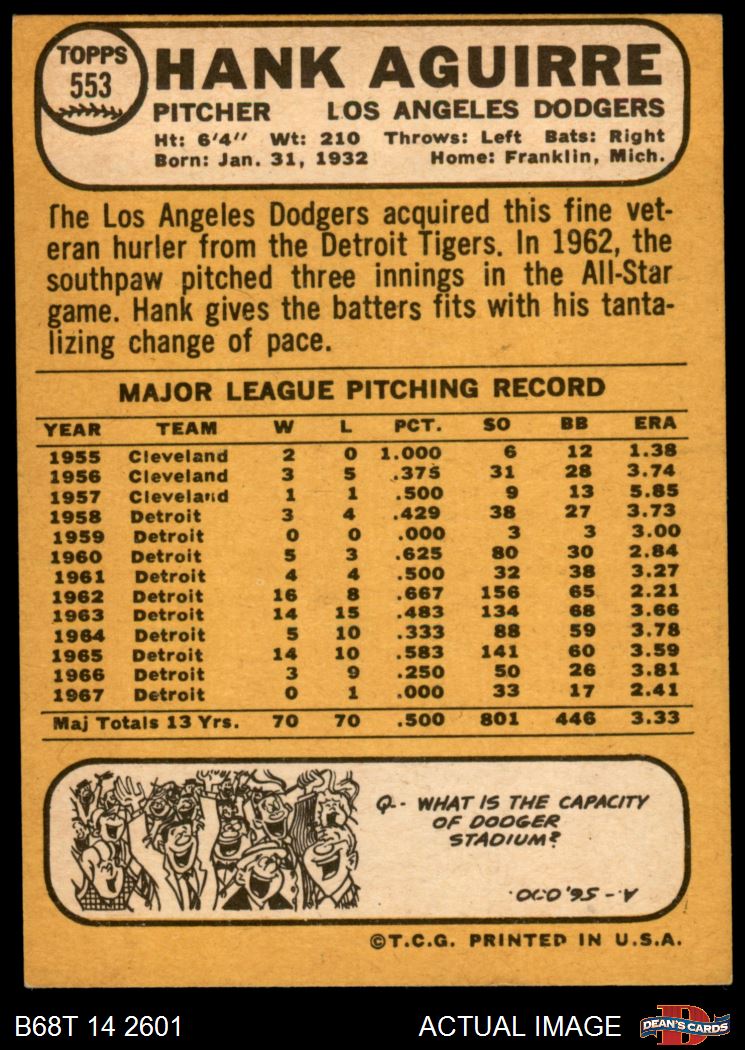 TOPPS
553
HANK AGUIRRE
PITCHER LOS ANGELES DODGERS
Ht: 6'4" Wt: 210 Throws: Left Bats: Right
Born: Jan. 31, 1932 Home: Franklin, Mich.
The Los Angeles Dodgers acquired this fine vet-
eran hurler from the Detroit Tigers. In 1962, the
southpaw pitched three innings in the All-Star
game. Hank gives the batters fits with his tanta-
lizing change of pace.
MAJOR LEAGUE PITCHING RECORD
YEAR TEAM W L PCT. SO BB ERA
1955 Cleveland 2 0 1.000 6 12 1.38
1956 Cleveland 3 5 .375 31 28 3.74
1957 Cleveland 1 1 .500 9 13 5.85
1958 Detroit 3 4 .429 38 27 3.73
1959 Detroit 0 0 .000 3 3 3.00
1960 Detroit 5 3 .625 80 30 2.84
1961 Detroit 4 4 .500 32 38 3.27
1962 Detroit 16 8 .667 156 65 2.21
1963 Detroit 14 15 .483 134 68 3.66
1964 Detroit 5 10 .333 88 59 3.78
1965 Detroit 14 10 .583 141 60 3.59
1966 Detroit 3 9 .250 50 26 3.81
1967 Detroit 0 1 .000 33 17 2.41
Maj Totals 13 Yrs. 70 70 .500 801 446 3.33
Q- WHAT IS THE CAPACITY
OF DODGER
STADIUM?
A- 56,000.
©T.C.G. PRINTED IN U.S.A.
B68T 14 2601 ACTUAL IMAGE
D
DEAN'S CARDS